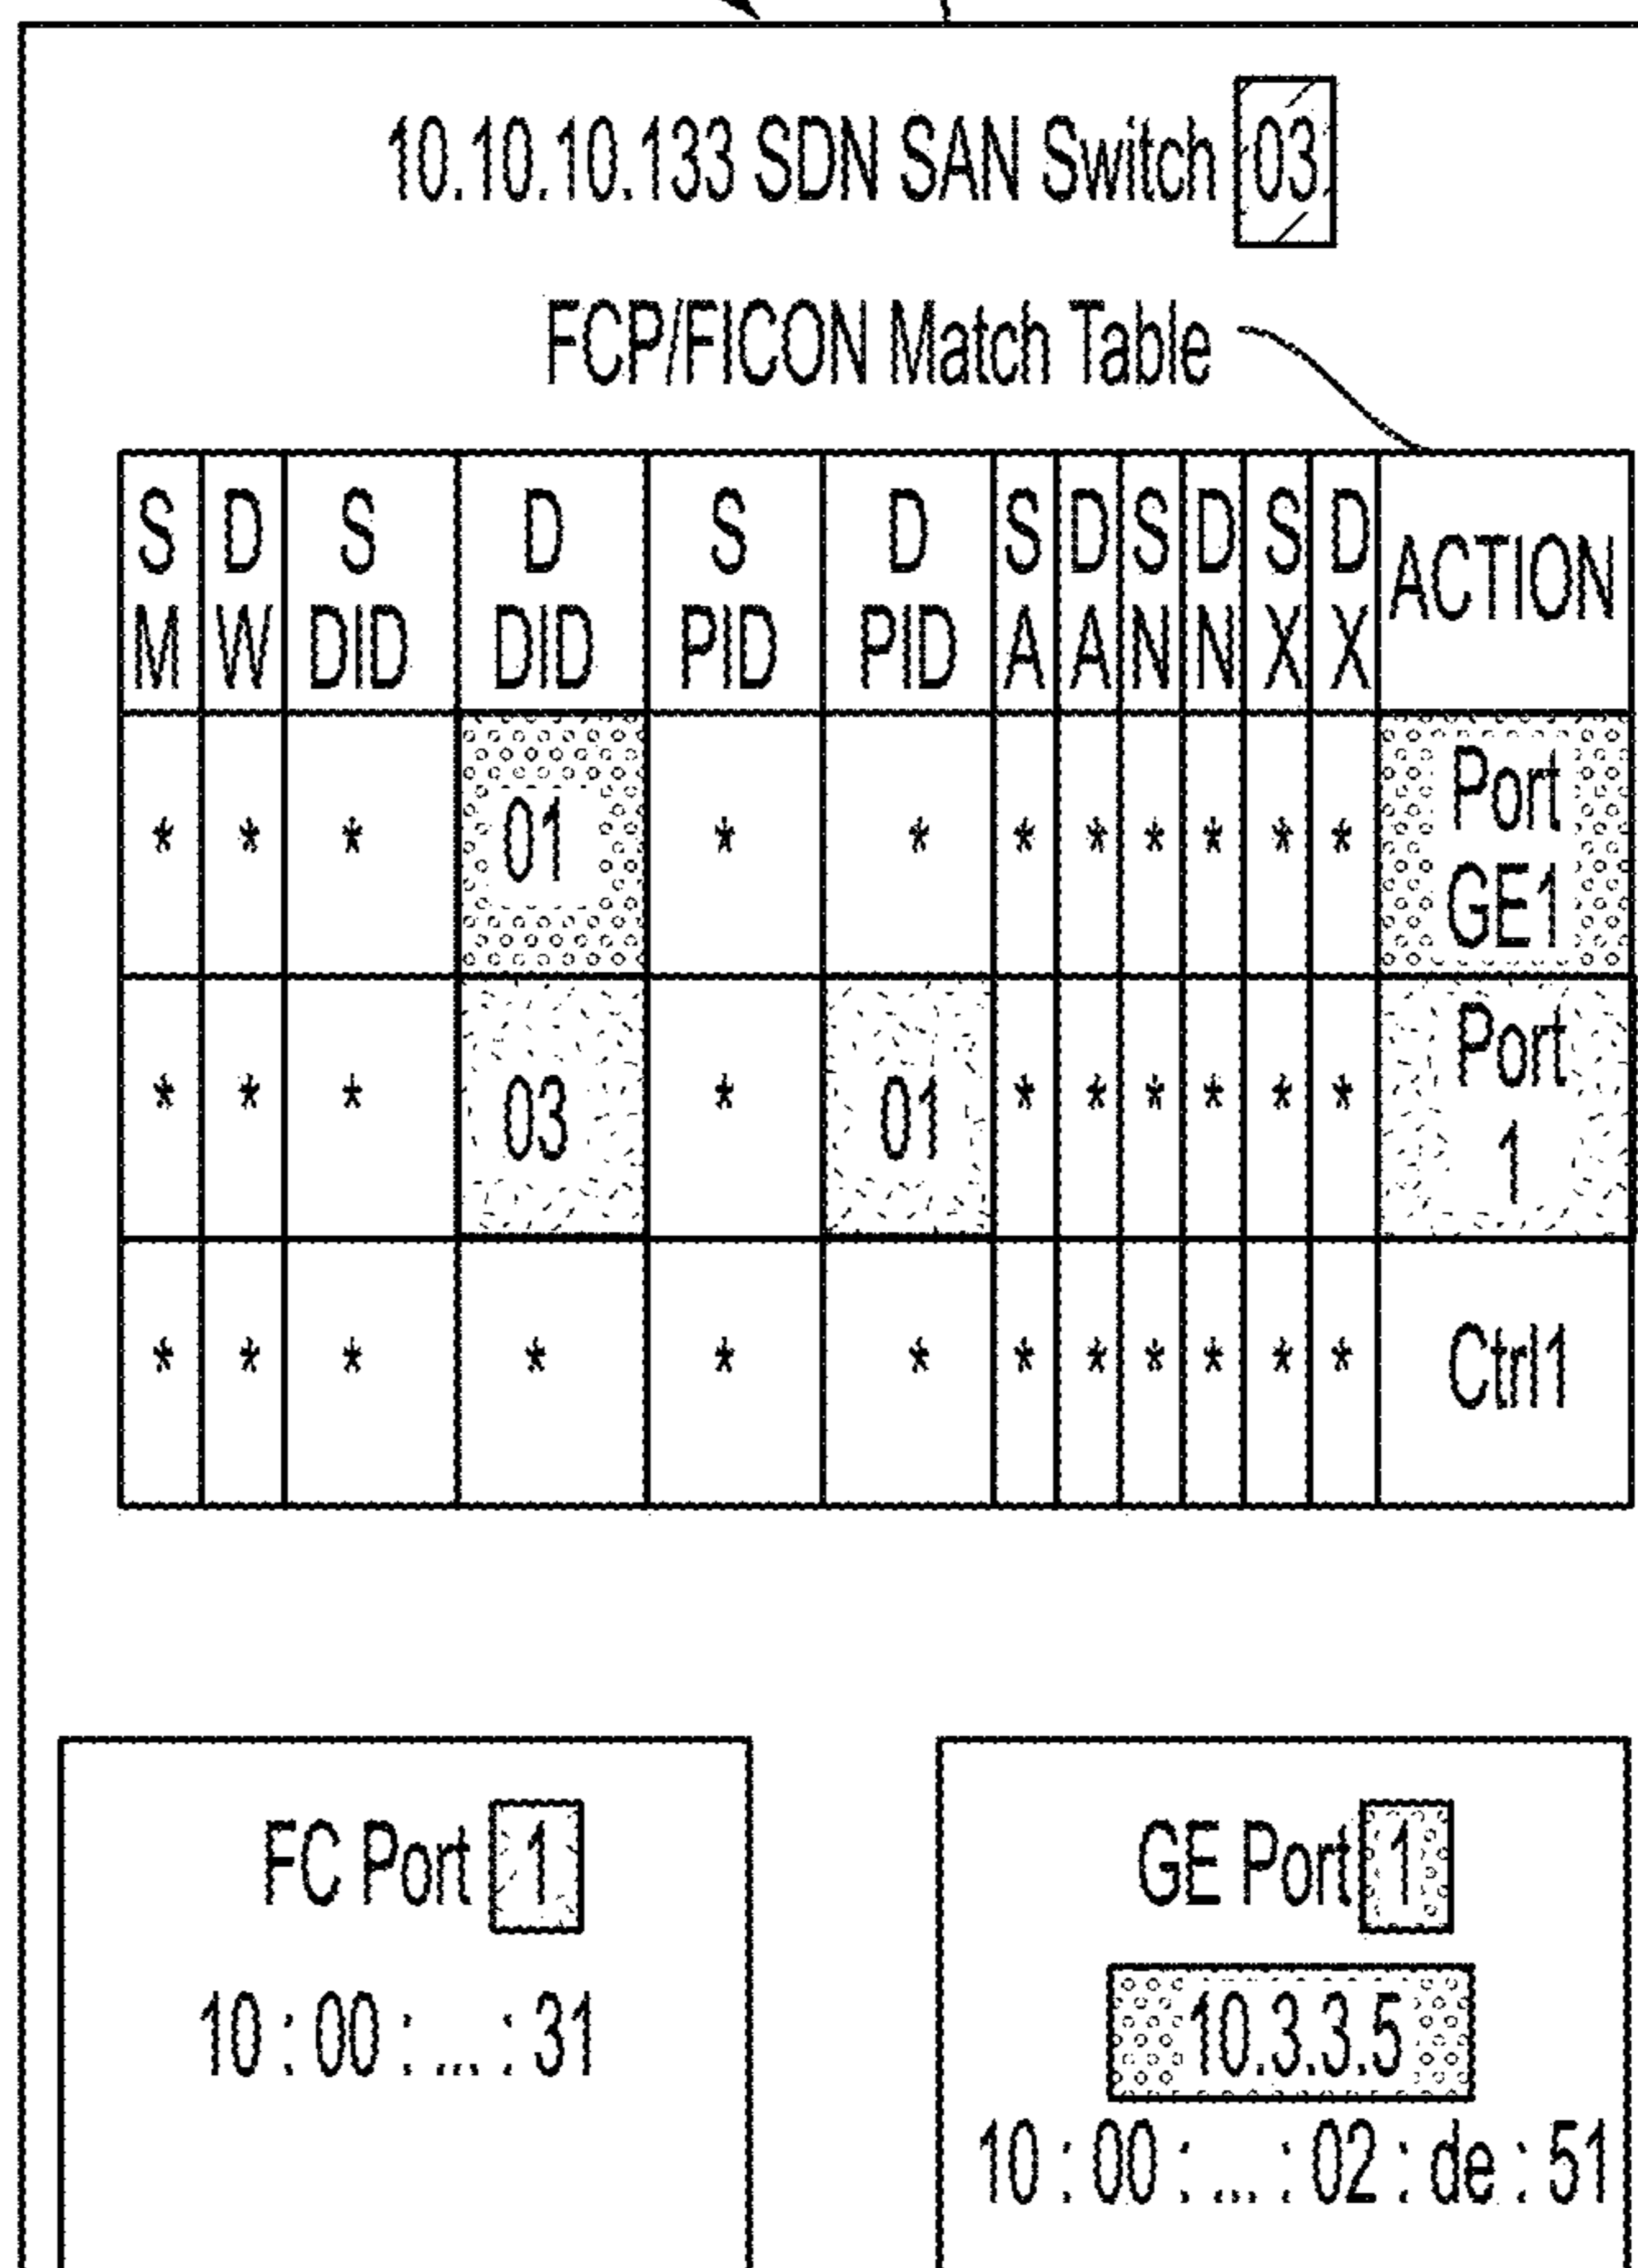 10.10.10.133 SDN SAN Switch 03
FCP/FICON Match Table
S D S D S D S D S D S D ACTION
M W DID DID PID PID A A N N X X
* * * 01 * * * * * * * * Port GE1
* * * 03 * 01 * * * * * * Port 1
* * * * * * * * * * * * Ctrl1
FC Port 1
10 : 00 : ... : 31
GE Port 1
10.3.3.5
10 : 00 : ... : 02 : de : 51